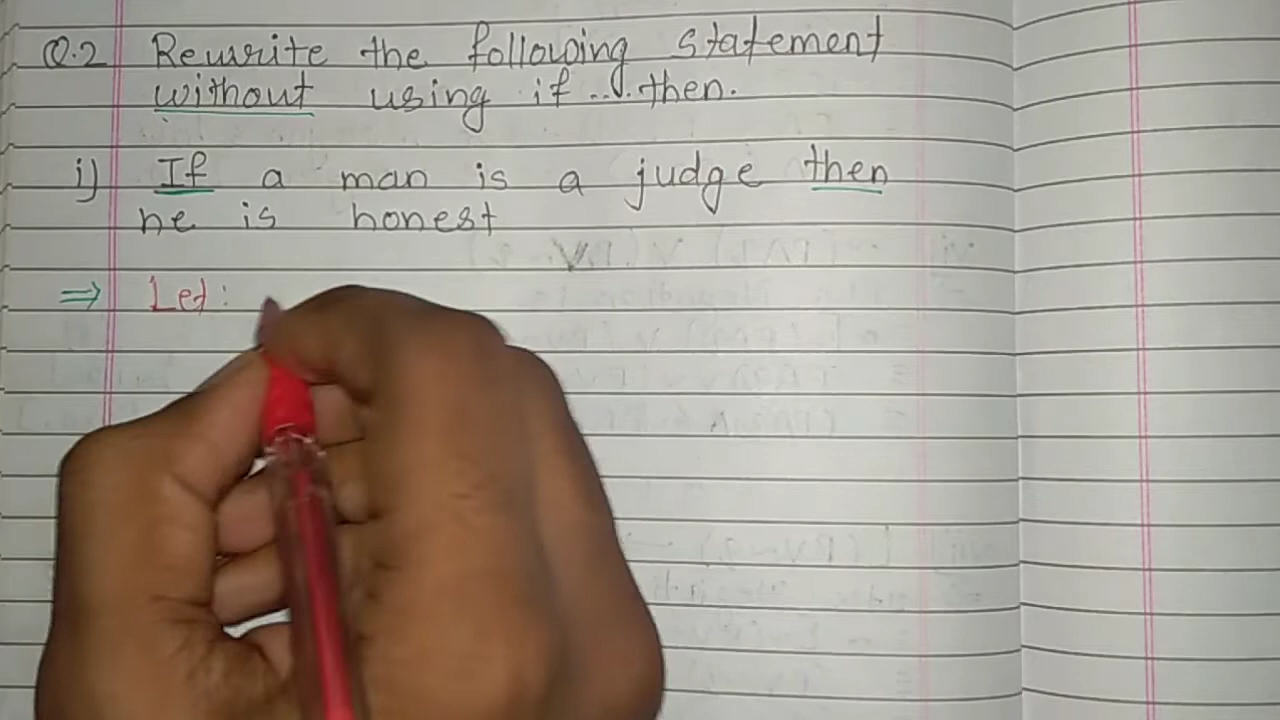 Q.2 Rewrite the following statement
without using if...then.
i) If a man is a judge then
he is honest
⇒ Let: